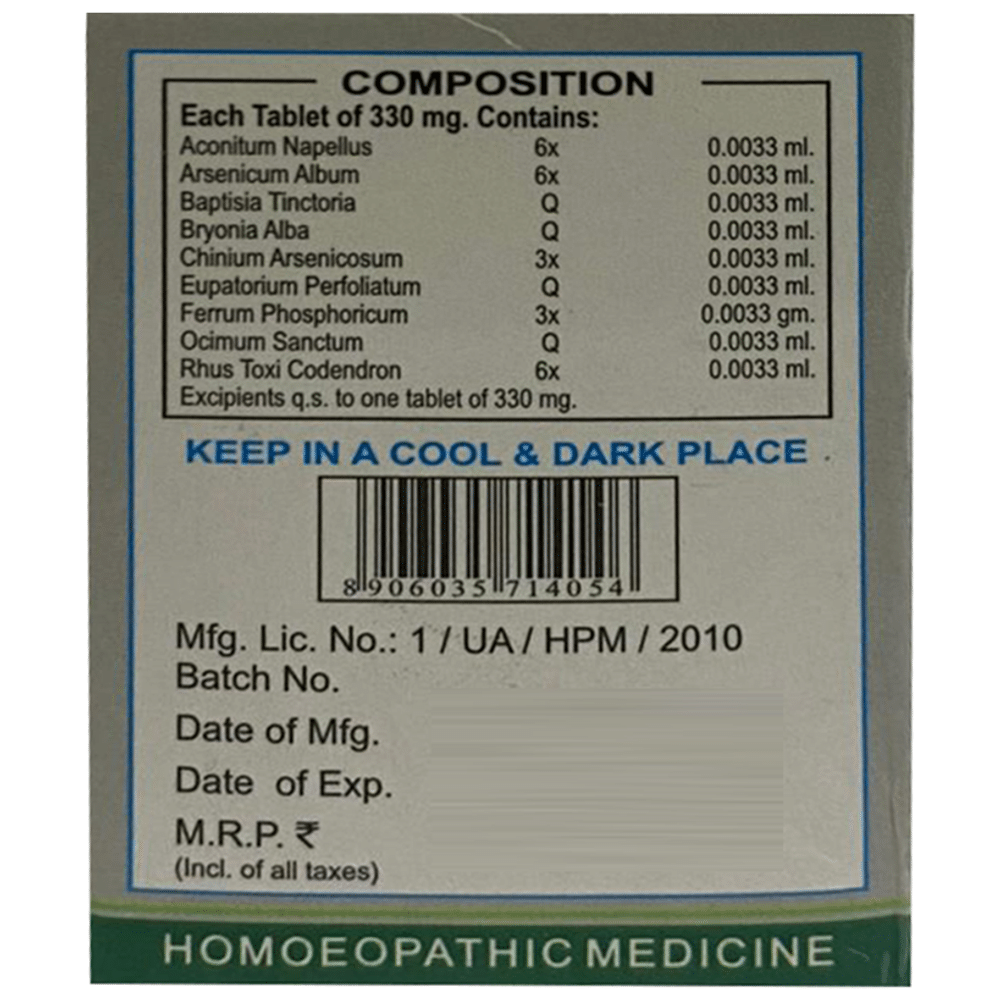 COMPOSITION
Each Tablet of 330 mg. Contains:
Aconitum Napellus 6x 0.0033 ml.
Arsenicum Album 6x 0.0033 ml.
Baptisia Tinctoria Q 0.0033 ml.
Bryonia Alba Q 0.0033 ml.
Chinium Arsenicosum 3x 0.0033 ml.
Eupatorium Perfoliatum Q 0.0033 ml.
Ferrum Phosphoricum 3x 0.0033 gm.
Ocimum Sanctum Q 0.0033 ml.
Rhus Toxi Codendron 6x 0.0033 ml.
Excipients q.s. to one tablet of 330 mg.
KEEP IN A COOL & DARK PLACE .
8 906035 714054
Mfg. Lic. No.: 1 / UA / HPM / 2010
Batch No.
Date of Mfg.
Date of Exp.
M.R.P. ₹
(Incl. of all taxes)
HOMOEOPATHIC MEDICINE